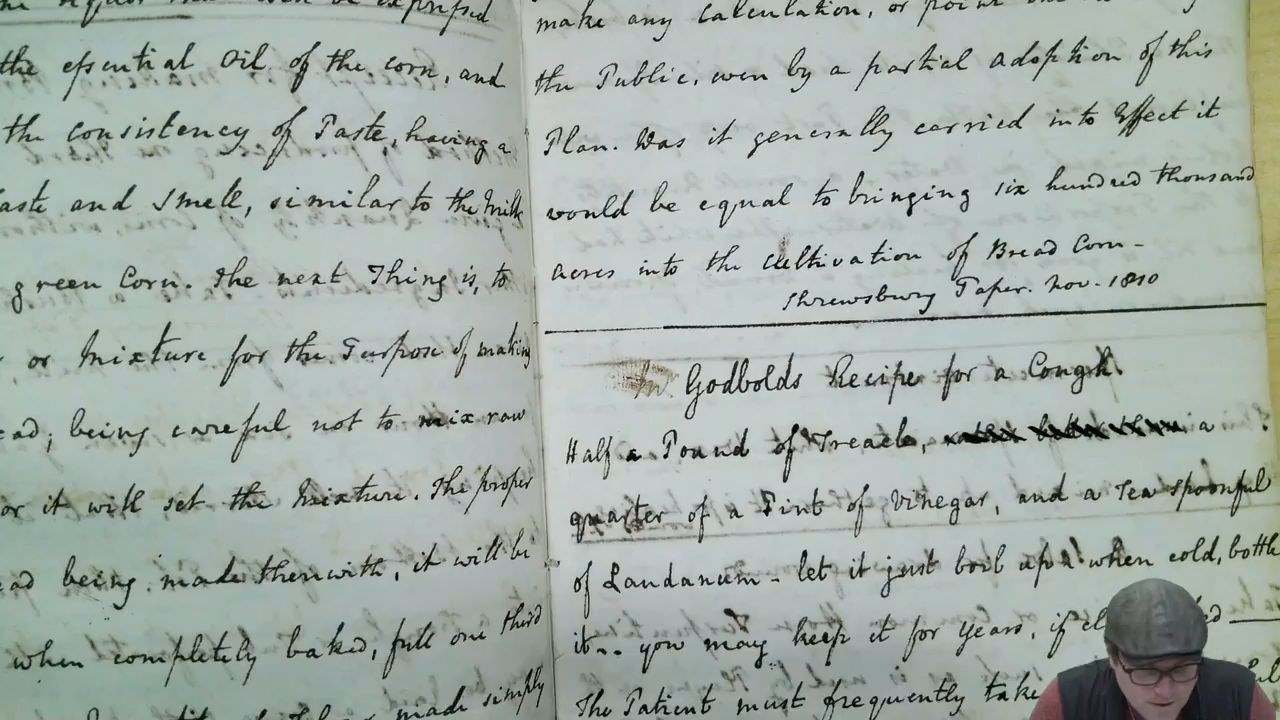 the essential Oil of the corn, and
the consistency of Paste, having a
aste and Smell, similar to the Milk
green Corn. The next Thing is, to
or Mixture for the Purpose of making
ead; being careful not to mix raw
or it will set the Mixture. The proper
ead being made therewith, it will be
when completely baked, full one third
made simply
make any Calculation, or point
the Public, even by a partial adoption of this
Plan. Was it generally carried into Effect it
would be equal to bringing six hundred thousand
acres into the cultivation of Bread Corn -
Shrewsbury Paper. Nov. 1810
Godbolds Recipe for a Cough.
Half a Pound of Treacle, a
quarter of a Pint of Vinegar, and a Tea spoonful
of Laudanum - let it just boil up & when cold, bottle
it - you may keep it for years, if
The Patient must frequently take